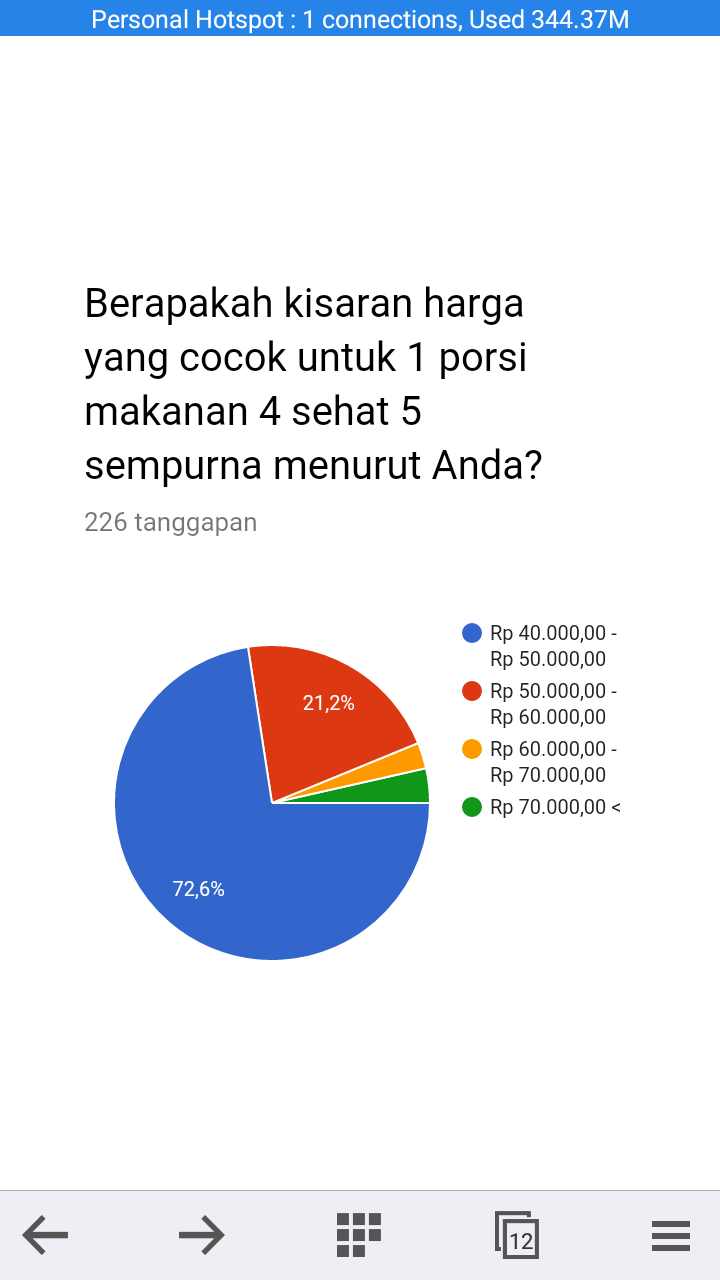 Personal Hotspot : 1 connections, Used 344.37M
Berapakah kisaran harga
yang cocok untuk 1 porsi
makanan 4 sehat 5
sempurna menurut Anda?
226 tanggapan
Rp 40.000,00 -
Rp 50.000,00
Rp 50.000,00 -
Rp 60.000,00
Rp 60.000,00 -
Rp 70.000,00
Rp 70.000,00 <
21,2%
72,6%
12